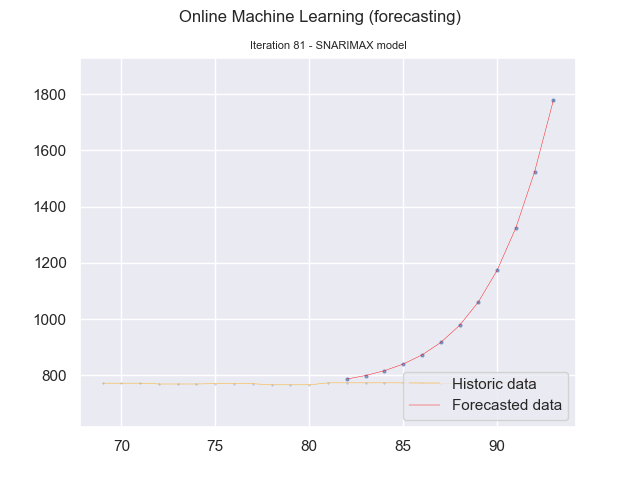 Online Machine Learning (forecasting)
Iteration 81 - SNARIMAX model
1800
1600
1400
1200
1000
800
Historic data
Forecasted data
70 75 80 85 90